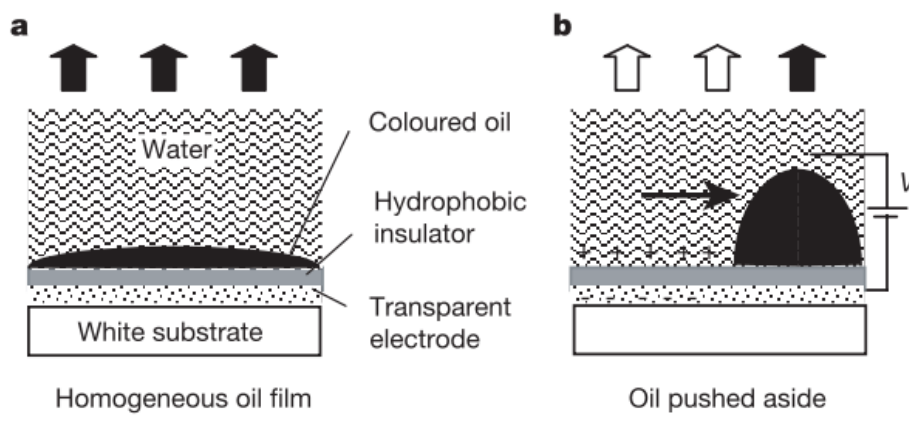 a
Water
Coloured oil
Hydrophobic
insulator
Transparent
electrode
White substrate
Homogeneous oil film
b
V
Oil pushed aside